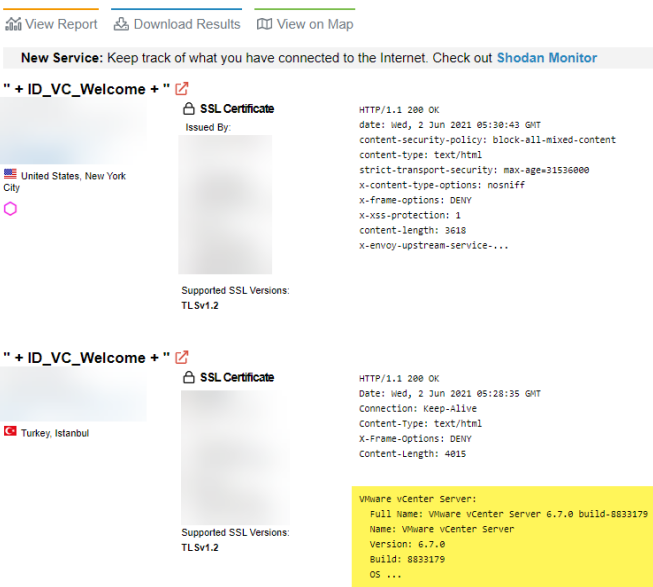 View Report Download Results View on Map
New Service: Keep track of what you have connected to the Internet. Check out Shodan Monitor
" + ID_VC_Welcome + "
SSL Certificate
Issued By:
United States, New York
City
Supported SSL Versions:
TLSv1.2
HTTP/1.1 200 OK
date: Wed, 2 Jun 2021 05:30:43 GMT
content-security-policy: block-all-mixed-content
content-type: text/html
strict-transport-security: max-age=31536000
x-content-type-options: nosniff
x-frame-options: DENY
x-xss-protection: 1
content-length: 3618
x-envoy-upstream-service-...
" + ID_VC_Welcome + "
SSL Certificate
Turkey, Istanbul
Supported SSL Versions:
TLSv1.2
HTTP/1.1 200 OK
Date: Wed, 2 Jun 2021 05:28:35 GMT
Connection: Keep-Alive
Content-Type: text/html
X-Frame-Options: DENY
Content-Length: 4015
VMware vCenter Server:
Full Name: VMware vCenter Server 6.7.0 build-8833179
Name: VMware vCenter Server
Version: 6.7.0
Build: 8833179
OS ...